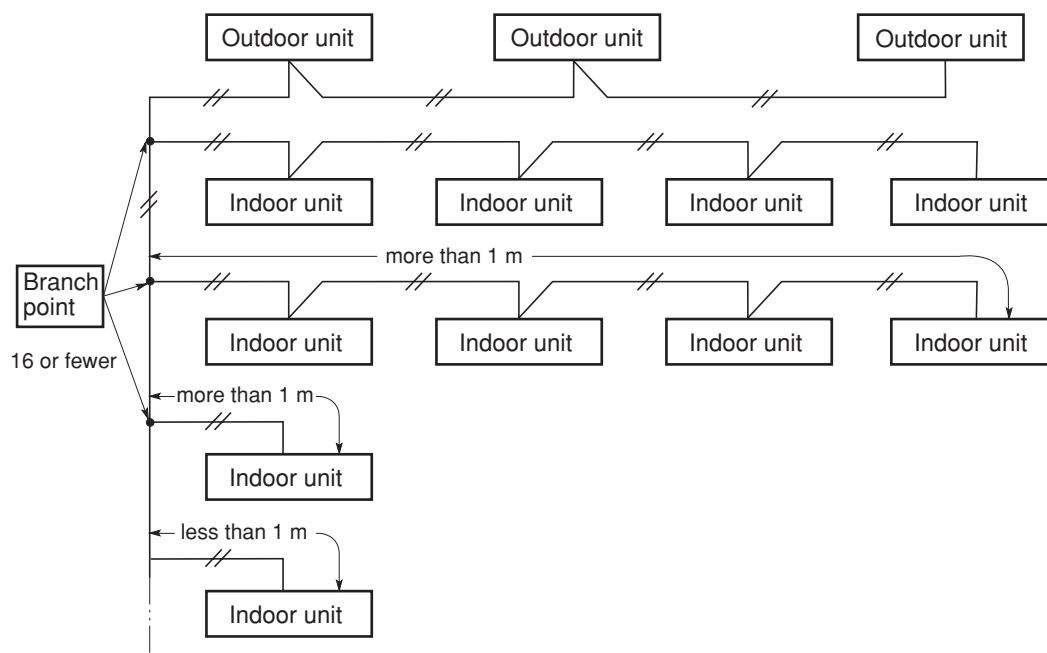 Outdoor unit
Outdoor unit
Outdoor unit
Indoor unit
Indoor unit
Indoor unit
Indoor unit
more than 1 m
Branch
point
16 or fewer
Indoor unit
Indoor unit
Indoor unit
Indoor unit
more than 1 m
Indoor unit
less than 1 m
Indoor unit